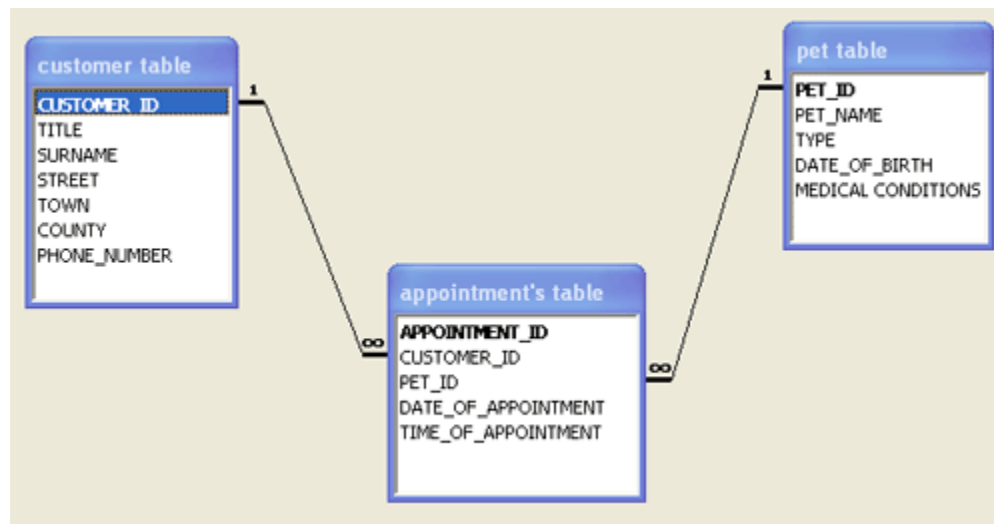 customer table
CUSTOMER_ID
TITLE
SURNAME
STREET
TOWN
COUNTY
PHONE_NUMBER
1
∞
appointment's table
APPOINTMENT_ID
CUSTOMER_ID
PET_ID
DATE_OF_APPOINTMENT
TIME_OF_APPOINTMENT
∞
1
pet table
PET_ID
PET_NAME
TYPE
DATE_OF_BIRTH
MEDICAL CONDITIONS